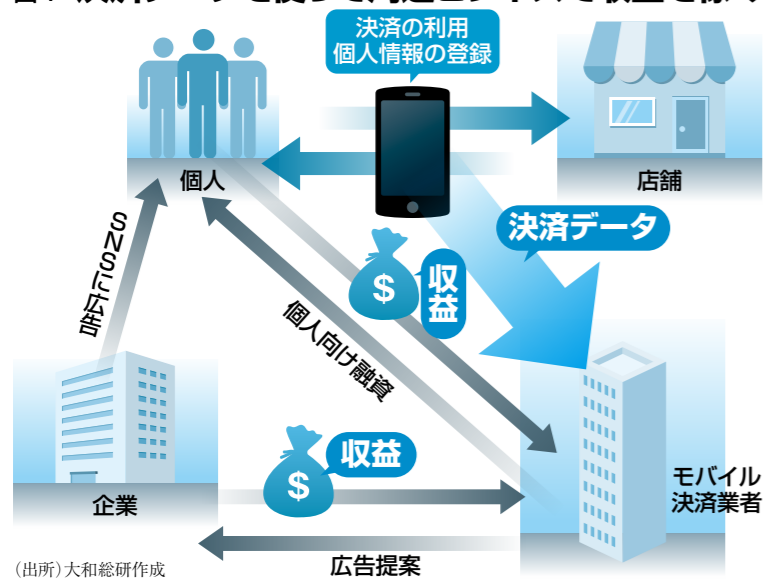 決済の利用
個人情報の登録
個人
店舗
決済データ
SNSに広告
$
収益
個人向け融資
$
収益
企業
モバイル
決済業者
広告提案
(出所)大和総研作成